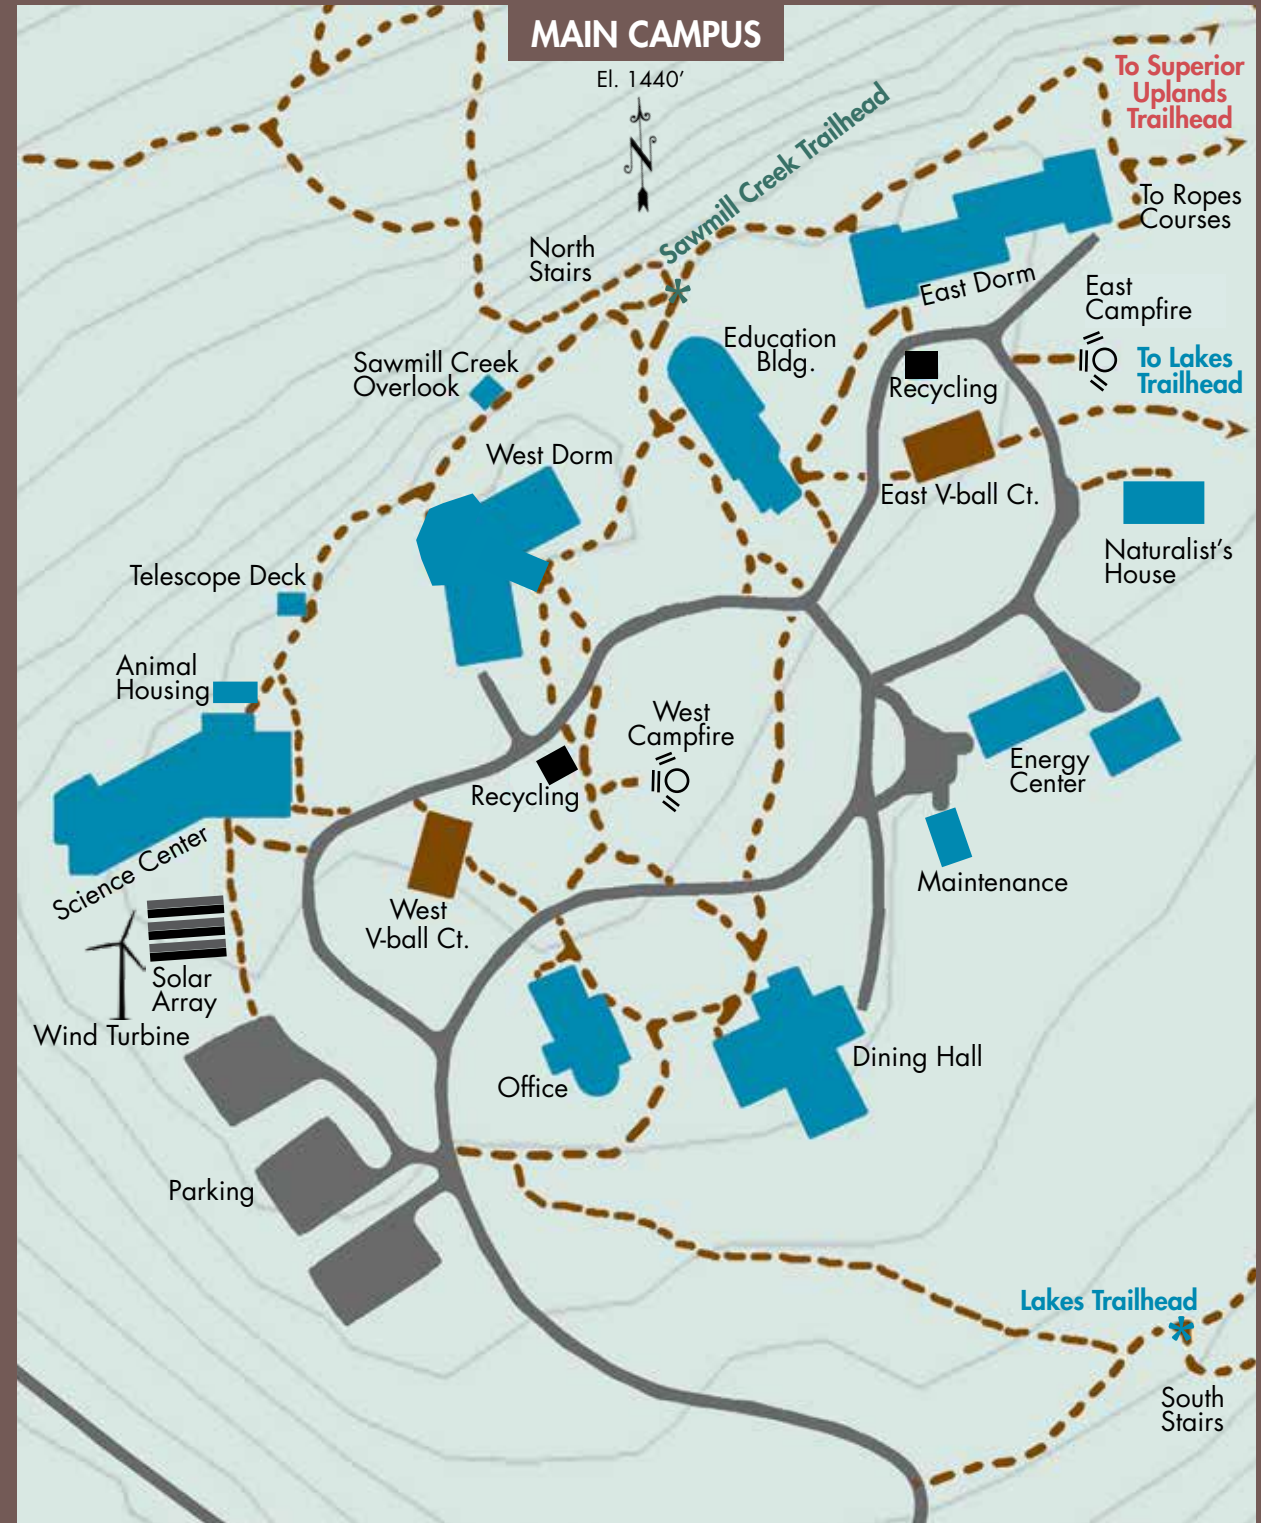 MAIN CAMPUS
El. 1440'
N
To Superior
Uplands
Trailhead
Sawmill Creek Trailhead
To Ropes
Courses
North
Stairs
East Dorm
East
Campfire
Education
Bldg.
To Lakes
Trailhead
Sawmill Creek
Overlook
Recycling
West Dorm
East V-ball Ct.
Naturalist's
House
Telescope Deck
Animal
Housing
West
Campfire
Energy
Center
Recycling
Science Center
Maintenance
West
V-ball Ct.
Solar
Array
Wind Turbine
Dining Hall
Office
Parking
Lakes Trailhead
South
Stairs